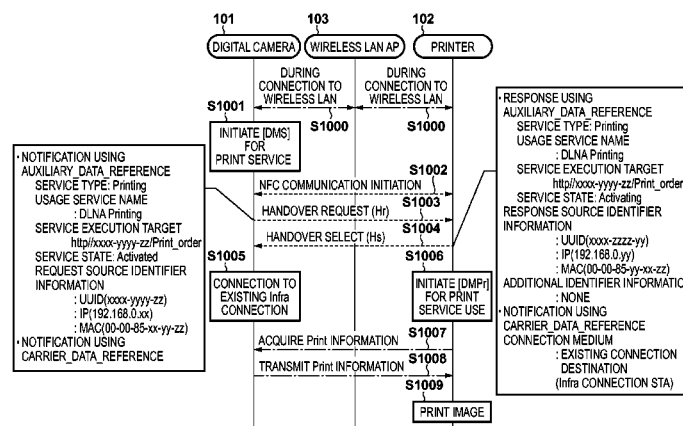 101
103
102
DIGITAL CAMERA
WIRELESS LAN AP
PRINTER
DURING
CONNECTION TO
WIRELESS LAN
DURING
CONNECTION TO
WIRELESS LAN
S1000
S1000
S1001
INITIATE [DMS]
FOR
PRINT SERVICE
S1002
NFC COMMUNICATION INITIATION
S1003
HANDOVER REQUEST (Hr)
S1004
HANDOVER SELECT (Hs)
S1005
CONNECTION TO
EXISTING Infra
CONNECTION
S1006
INITIATE [DMPr]
FOR PRINT
SERVICE USE
S1007
ACQUIRE Print INFORMATION
S1008
TRANSMIT Print INFORMATION
S1009
PRINT IMAGE
· NOTIFICATION USING
AUXILIARY_DATA_REFERENCE
SERVICE TYPE: Printing
USAGE SERVICE NAME
: DLNA Printing
SERVICE EXECUTION TARGET
http//xxxx-yyyy-zz/Print_order
SERVICE STATE: Activated
REQUEST SOURCE IDENTIFIER
INFORMATION
: UUID(xxxx-yyyy-zz)
: IP(192.168.0.xx)
: MAC(00-00-85-xx-yy-zz)
· NOTIFICATION USING
CARRIER_DATA_REFERENCE
· RESPONSE USING
AUXILIARY_DATA_REFERENCE
SERVICE TYPE: Printing
USAGE SERVICE NAME
: DLNA Printing
SERVICE EXECUTION TARGET
http//xxxx-yyyy-zz/Print_order
SERVICE STATE: Activating
RESPONSE SOURCE IDENTIFIER
INFORMATION:
: UUID(xxxx-zzzz-yy)
: IP(192.168.0.yy)
: MAC(00-00-85-yy-xx-zz)
ADDITIONAL IDENTIFIER INFORMATION
: NONE
· NOTIFICATION USING
CARRIER_DATA_REFERENCE
CONNECTION MEDIUM
: EXISTING CONNECTION
DESTINATION
(Infra CONNECTION STA)